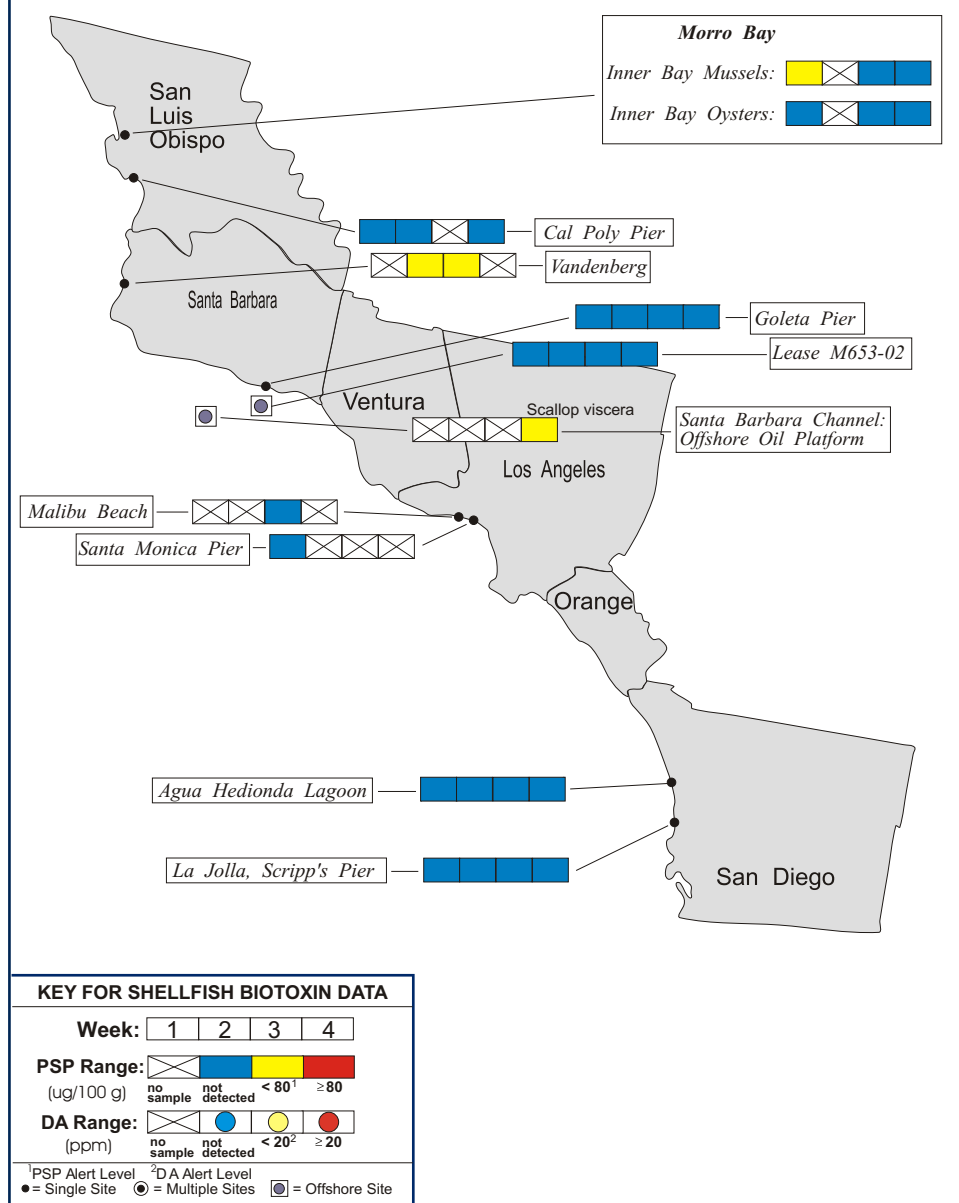 Morro Bay
Inner Bay Mussels:
Inner Bay Oysters:
San
Luis
Obispo
Cal Poly Pier
Vandenberg
Santa Barbara
Goleta Pier
Lease M653-02
Ventura
Scallop viscera
Santa Barbara Channel:
Offshore Oil Platform
Los Angeles
Malibu Beach
Santa Monica Pier
Orange
Agua Hedionda Lagoon
La Jolla, Scripp's Pier
San Diego
KEY FOR SHELLFISH BIOTOXIN DATA
Week: 1 2 3 4
PSP Range:
(ug/100 g) no sample not detected < 80¹ ≥ 80
DA Range:
(ppm) no sample not detected < 20² ≥ 20
¹PSP Alert Level ²DA Alert Level
= Single Site = Multiple Sites = Offshore Site